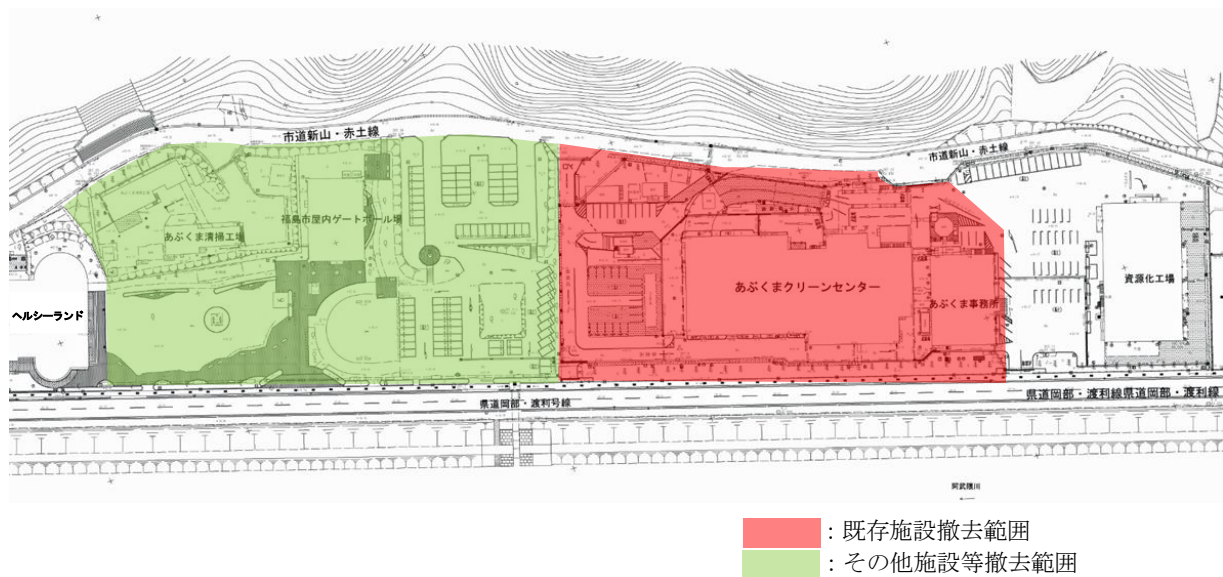 市道新山・赤土線
市道新山・赤土線
福島市屋内ゲートボール場
あぶくま清掃工場
あぶくまクリーンセンター
あぶくま事務所
資源化工場
ヘルシーランド
県道岡部・渡利号線
県道岡部・渡利線県道岡部・渡利線
阿武隈川
：既存施設撤去範囲
：その他施設等撤去範囲